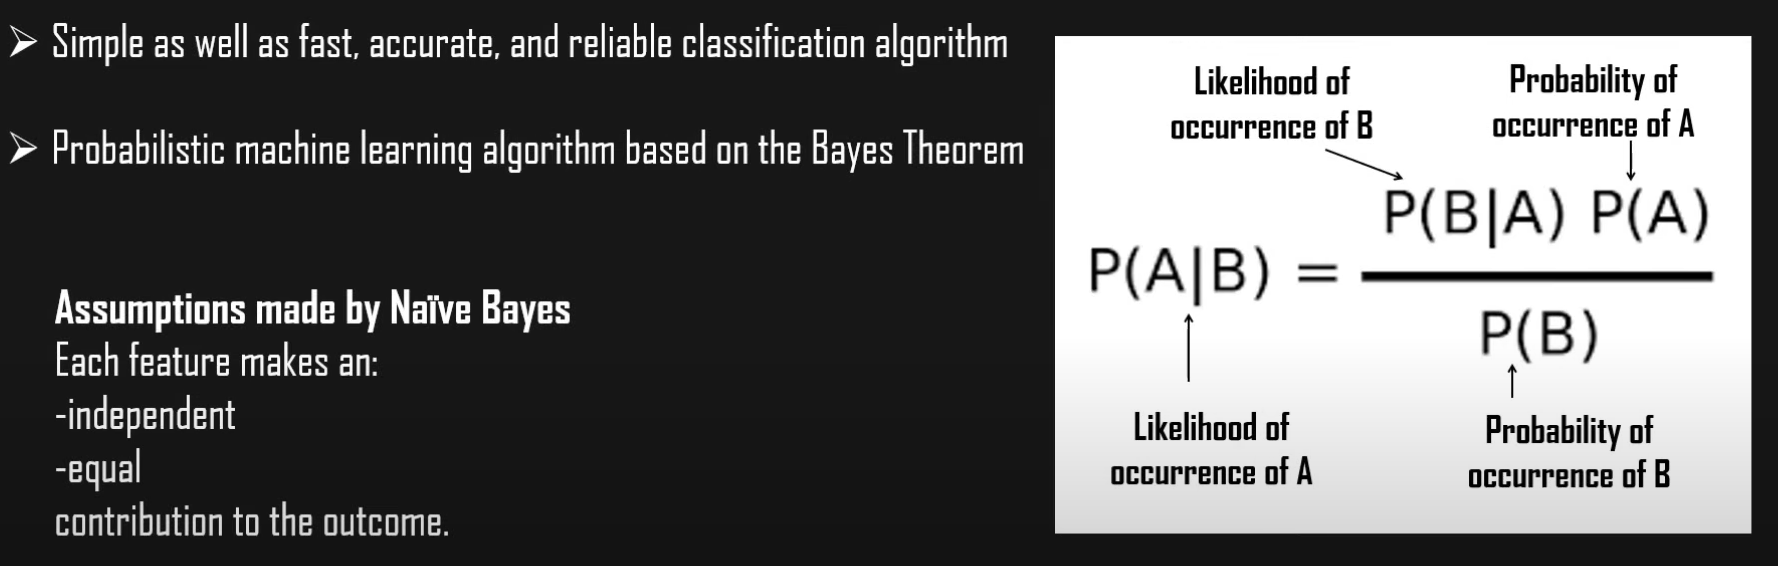 ➢ Simple as well as fast, accurate, and reliable classification algorithm
➢ Probabilistic machine learning algorithm based on the Bayes Theorem
Assumptions made by Naïve Bayes
Each feature makes an:
-independent
-equal
contribution to the outcome.
Likelihood of
occurrence of B
Probability of
occurrence of A
P(B|A) P(A)
P(A|B) =
P(B)
Likelihood of
occurrence of A
Probability of
occurrence of B